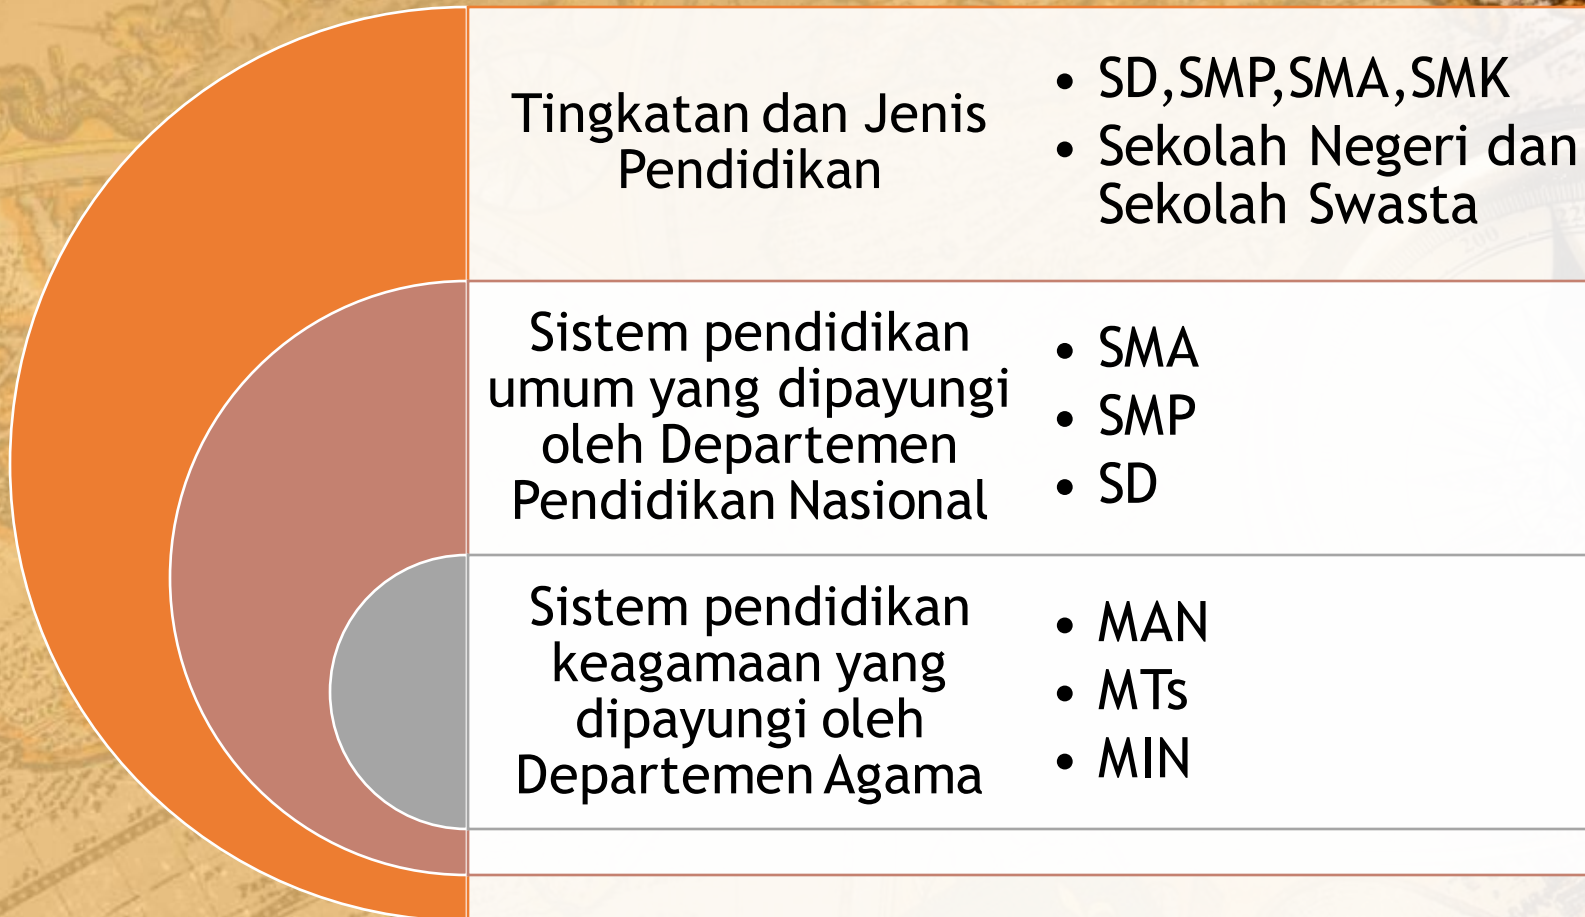 Tingkatan dan Jenis
Pendidikan
• SD,SMP,SMA,SMK
• Sekolah Negeri dan
Sekolah Swasta
Sistem pendidikan
umum yang dipayungi
oleh Departemen
Pendidikan Nasional
• SMA
• SMP
• SD
Sistem pendidikan
keagamaan yang
dipayungi oleh
Departemen Agama
• MAN
• MTs
• MIN